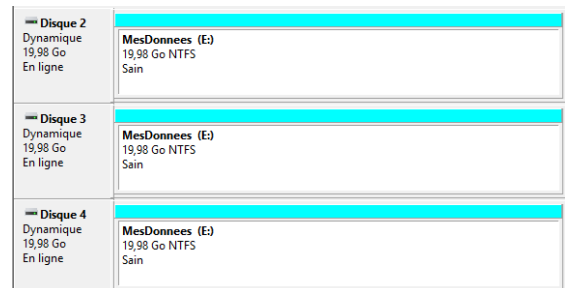 Disque 2
Dynamique
19,98 Go
En ligne
MesDonnees (E:)
19,98 Go NTFS
Sain
Disque 3
Dynamique
19,98 Go
En ligne
MesDonnees (E:)
19,98 Go NTFS
Sain
Disque 4
Dynamique
19,98 Go
En ligne
MesDonnees (E:)
19,98 Go NTFS
Sain